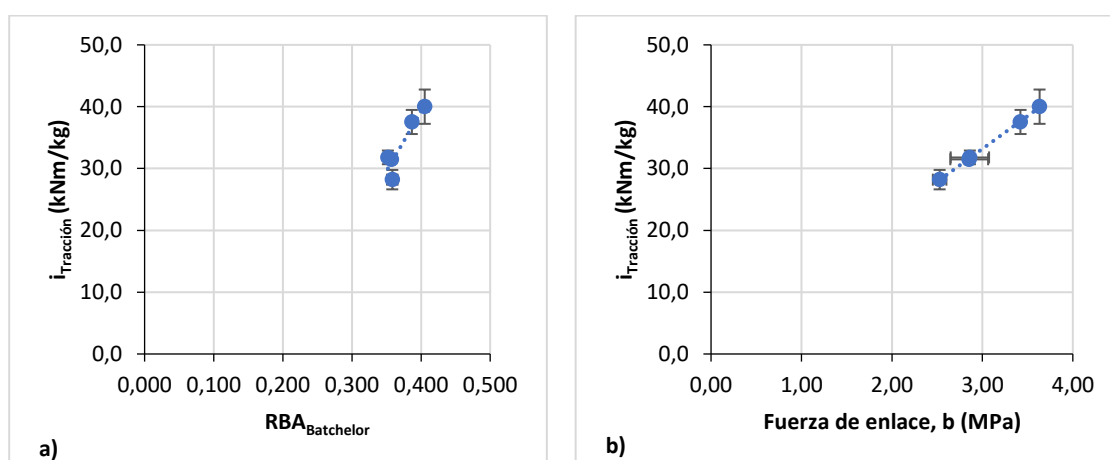 50,0
40,0
30,0
20,0
10,0
0,0
i_Tracción (kNm/kg)
0,000 0,100 0,200 0,300 0,400 0,500
RBA_Batchelor
a)
50,0
40,0
30,0
20,0
10,0
0,0
i_Tracción (kNm/kg)
0,00 1,00 2,00 3,00 4,00
Fuerza de enlace, b (MPa)
b)